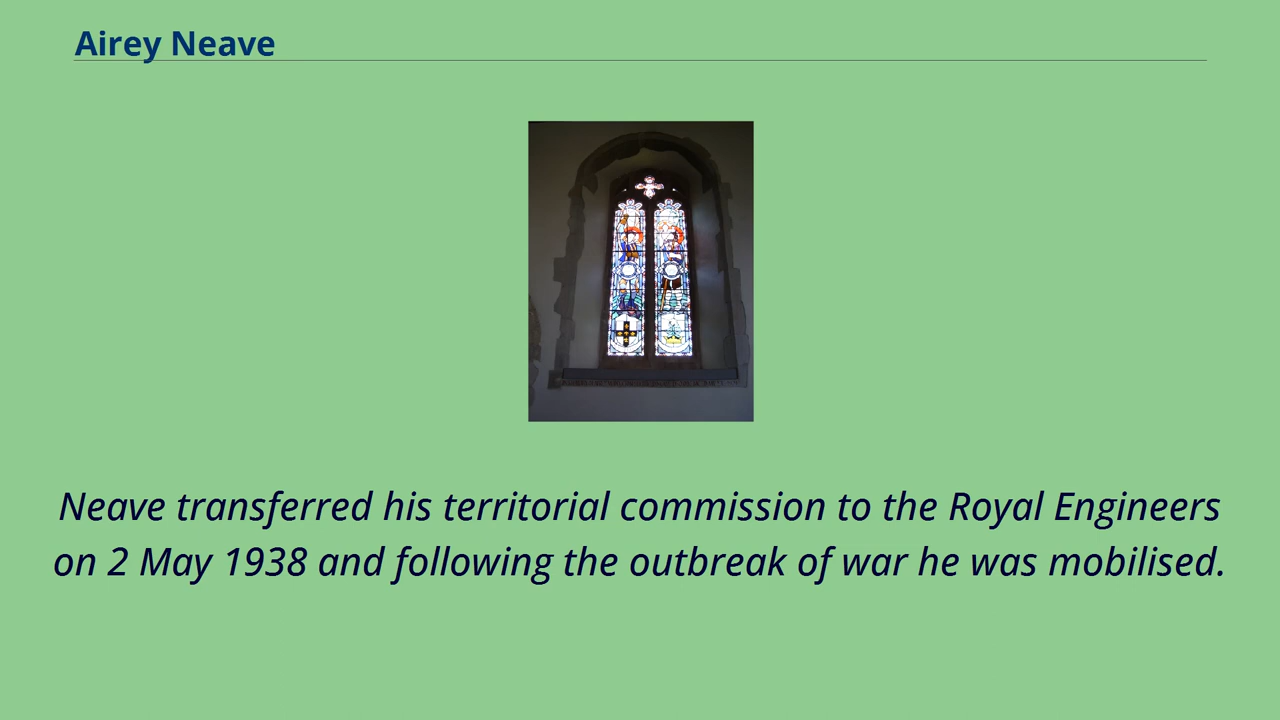 Airey Neave
Neave transferred his territorial commission to the Royal Engineers
on 2 May 1938 and following the outbreak of war he was mobilised.